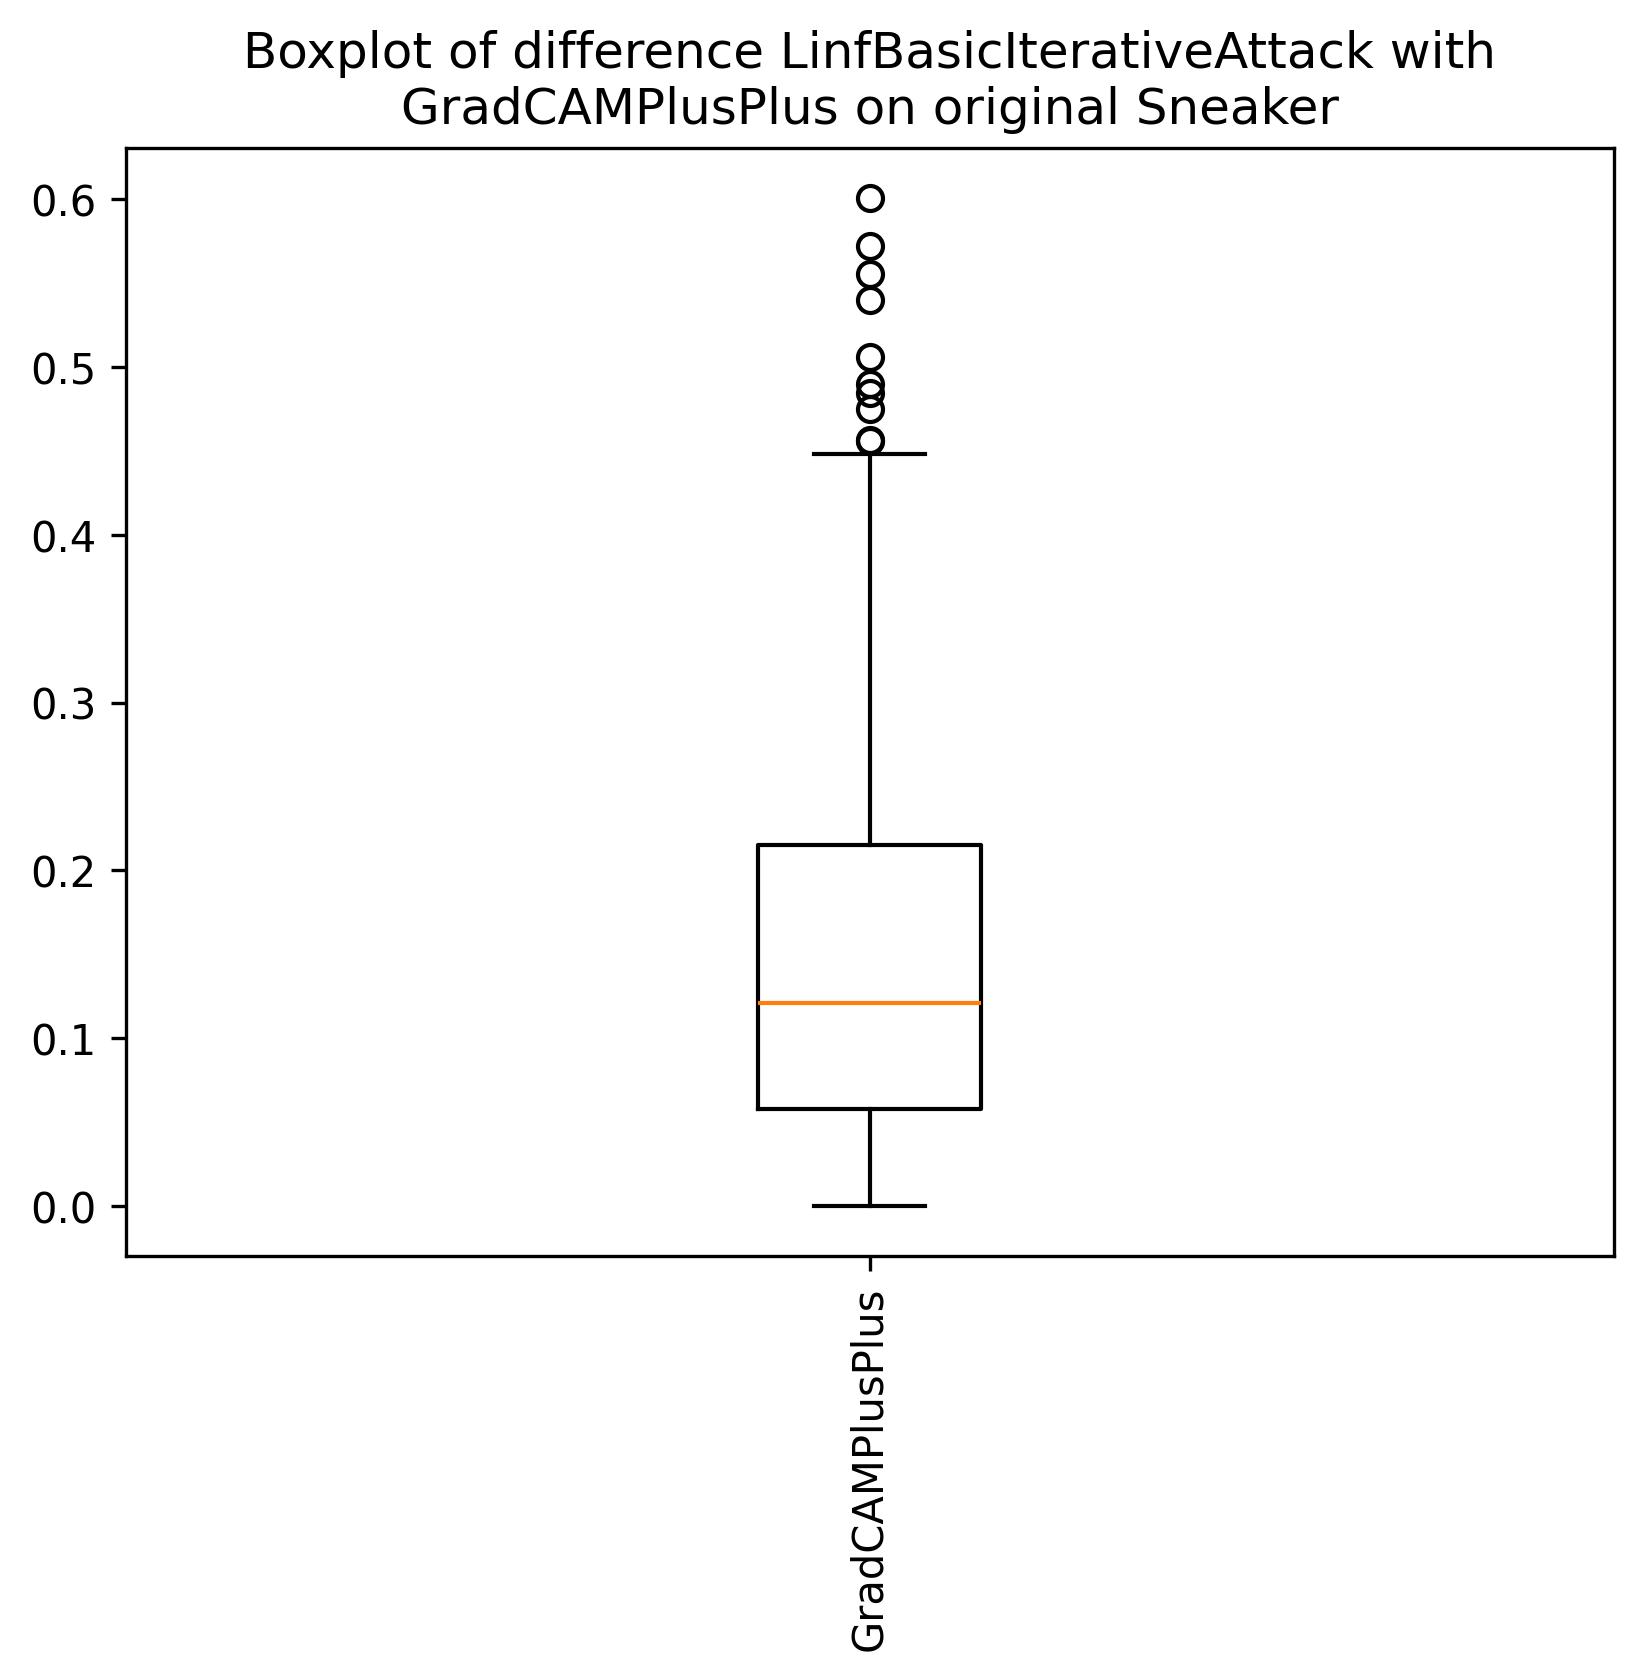 Boxplot of difference LinfBasicIterativeAttack with
GradCAMPlusPlus on original Sneaker
0.6
0.5
0.4
0.3
0.2
0.1
0.0
GradCAMPlusPlus